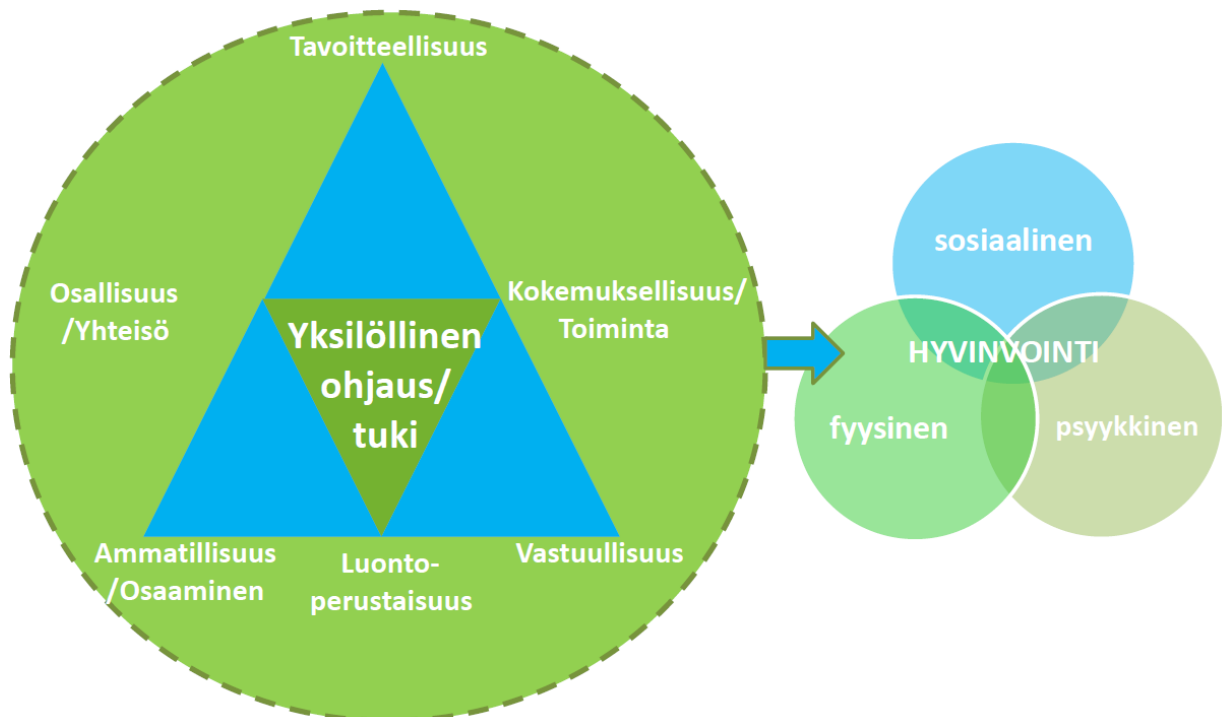 Tavoitteellisuus
Osallisuus
/Yhteisö
Kokemuksellisuus/
Toiminta
Yksilöllinen
ohjaus/
tuki
Ammatillisuus
/Osaaminen
Luonto-
perustaisuus
Vastuullisuus
sosiaalinen
HYVINVOINTI
fyysinen
psyykkinen